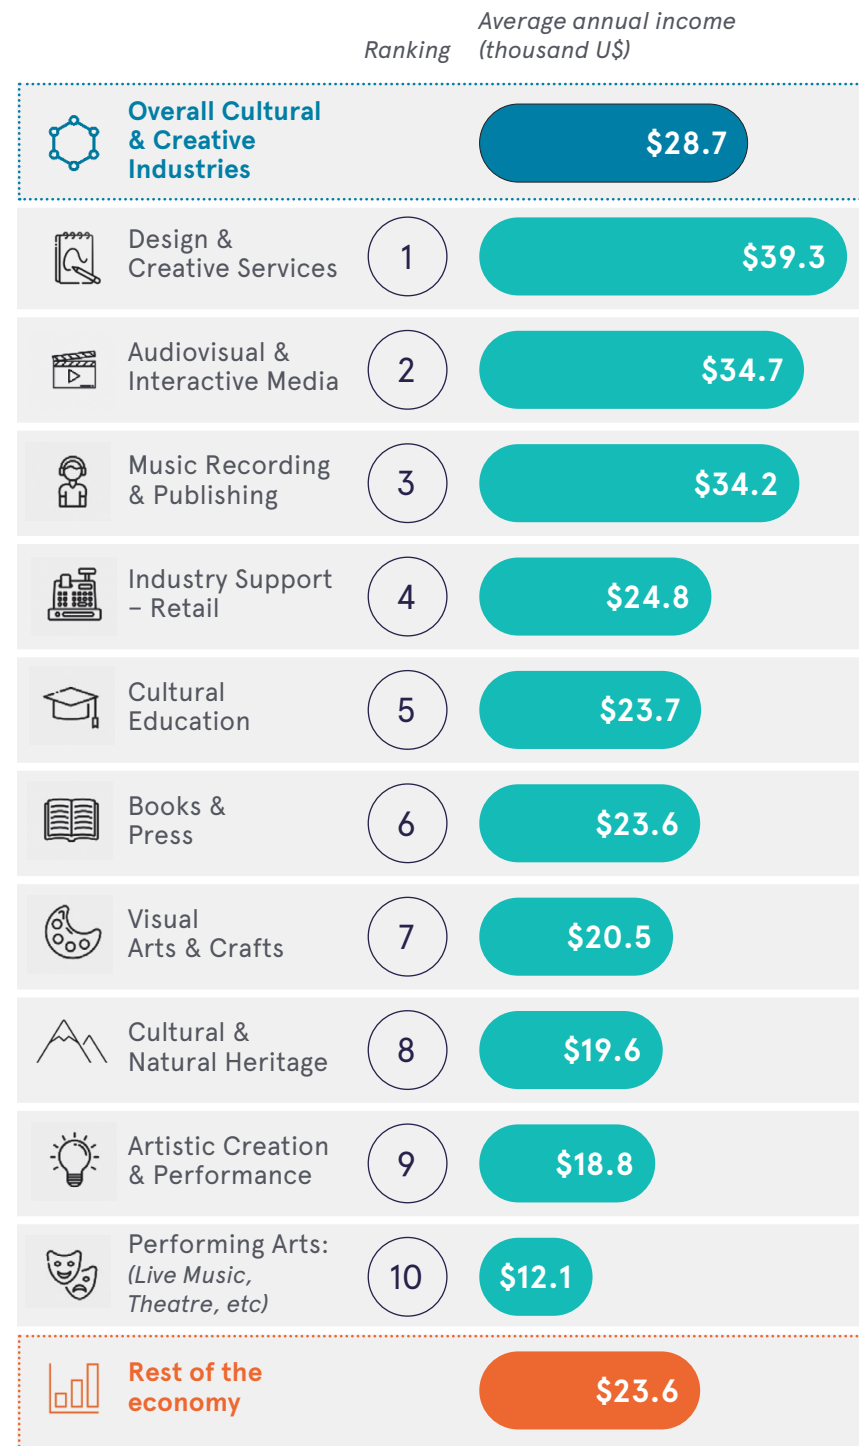 Average annual income
Ranking (thousand U$)
Overall Cultural
& Creative
Industries
$28.7
Design &
Creative Services
1
$39.3
Audiovisual &
Interactive Media
2
$34.7
Music Recording
& Publishing
3
$34.2
Industry Support
– Retail
4
$24.8
Cultural
Education
5
$23.7
Books &
Press
6
$23.6
Visual
Arts & Crafts
7
$20.5
Cultural &
Natural Heritage
8
$19.6
Artistic Creation
& Performance
9
$18.8
Performing Arts:
(Live Music,
Theatre, etc)
10
$12.1
Rest of the
economy
$23.6